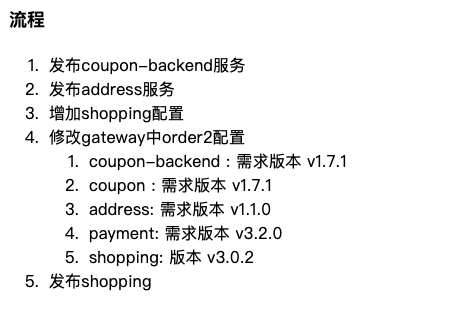 流程
1. 发布coupon-backend服务
2. 发布address服务
3. 增加shopping配置
4. 修改gateway中order2配置
1. coupon-backend : 需求版本 v1.7.1
2. coupon : 需求版本 v1.7.1
3. address: 需求版本 v1.1.0
4. payment: 需求版本 v3.2.0
5. shopping: 版本 v3.0.2
5. 发布shopping